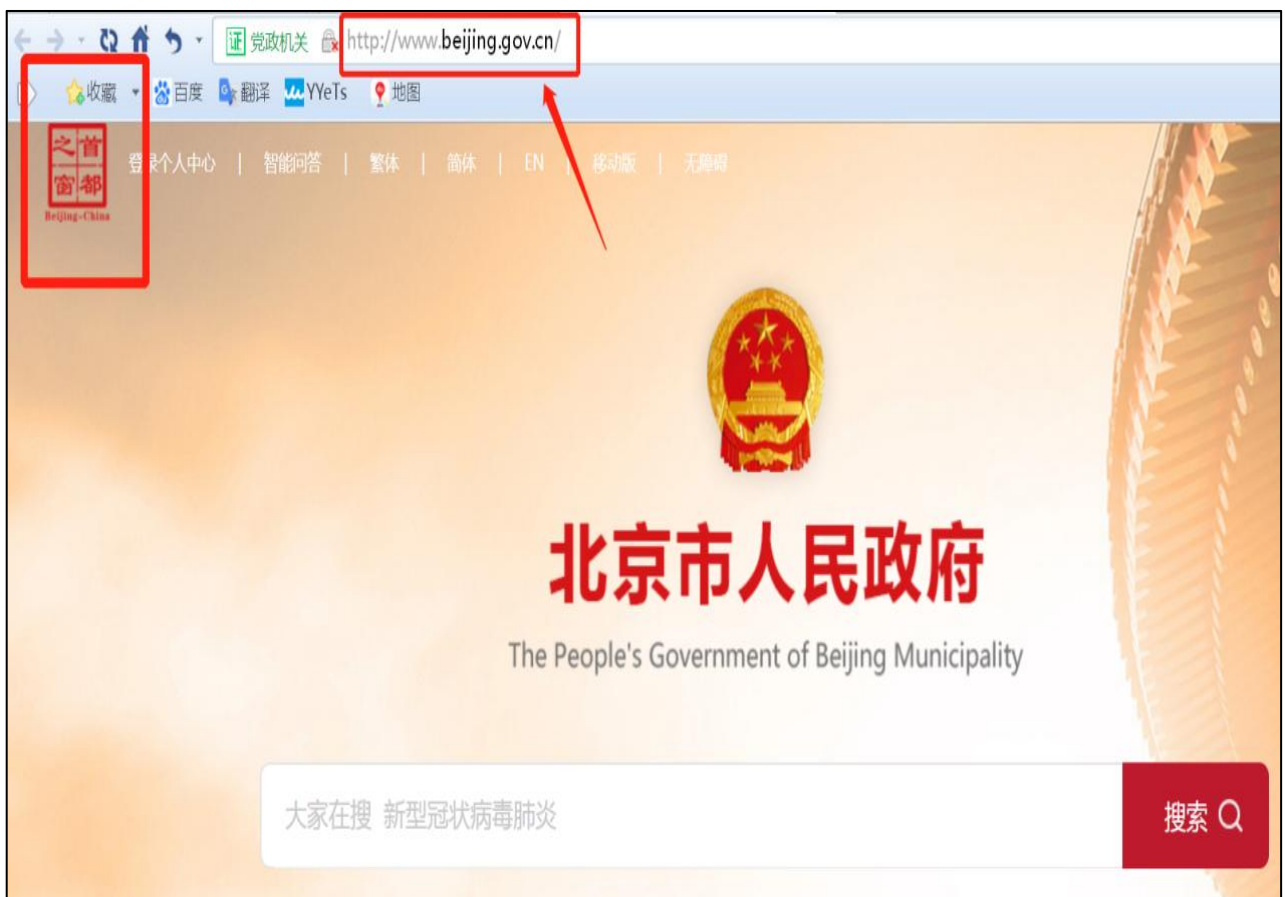 证 党政机关 http://www.beijing.gov.cn/
收藏 百度 翻译 YYeTs 地图
之首
窗都
Beijing-China
登录个人中心 | 智能问答 | 繁体 | 简体 | EN | 移动版 | 无障碍
北京市人民政府
The People's Government of Beijing Municipality
大家在搜 新型冠状病毒肺炎
搜索